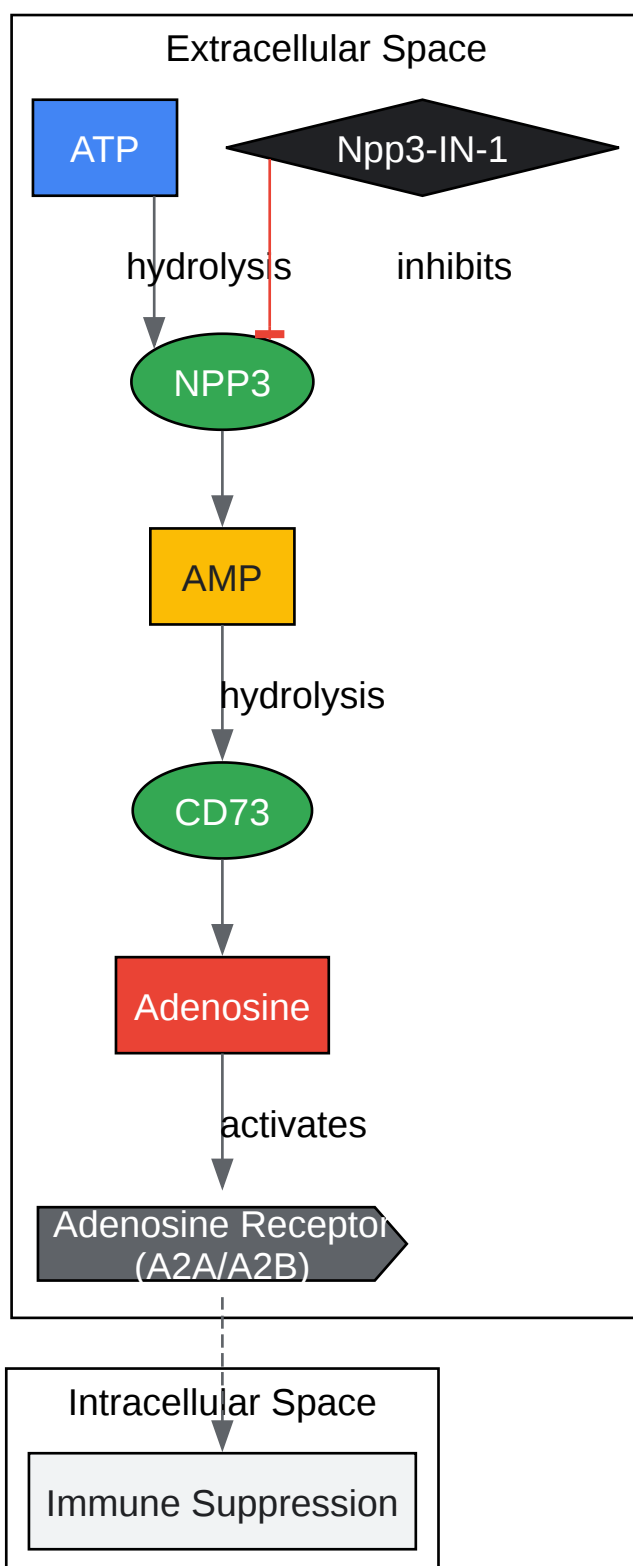 Extracellular Space
ATP
Npp3-IN-1
hydrolysis
inhibits
NPP3
AMP
hydrolysis
CD73
Adenosine
activates
Adenosine Receptor
(A2A/A2B)
Intracellular Space
Immune Suppression